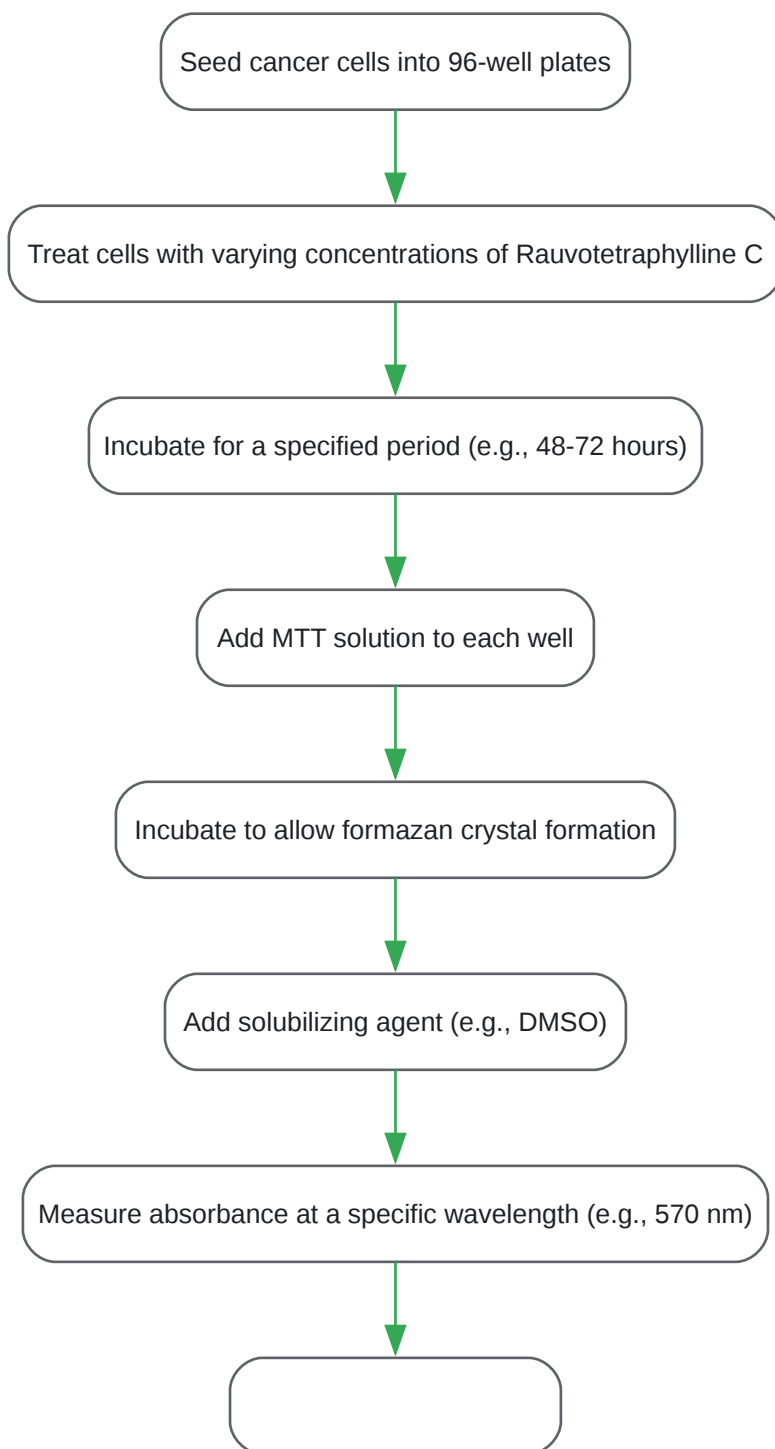 Seed cancer cells into 96-well plates
Treat cells with varying concentrations of Rauvotetraphylline C
Incubate for a specified period (e.g., 48-72 hours)
Add MTT solution to each well
Incubate to allow formazan crystal formation
Add solubilizing agent (e.g., DMSO)
Measure absorbance at a specific wavelength (e.g., 570 nm)